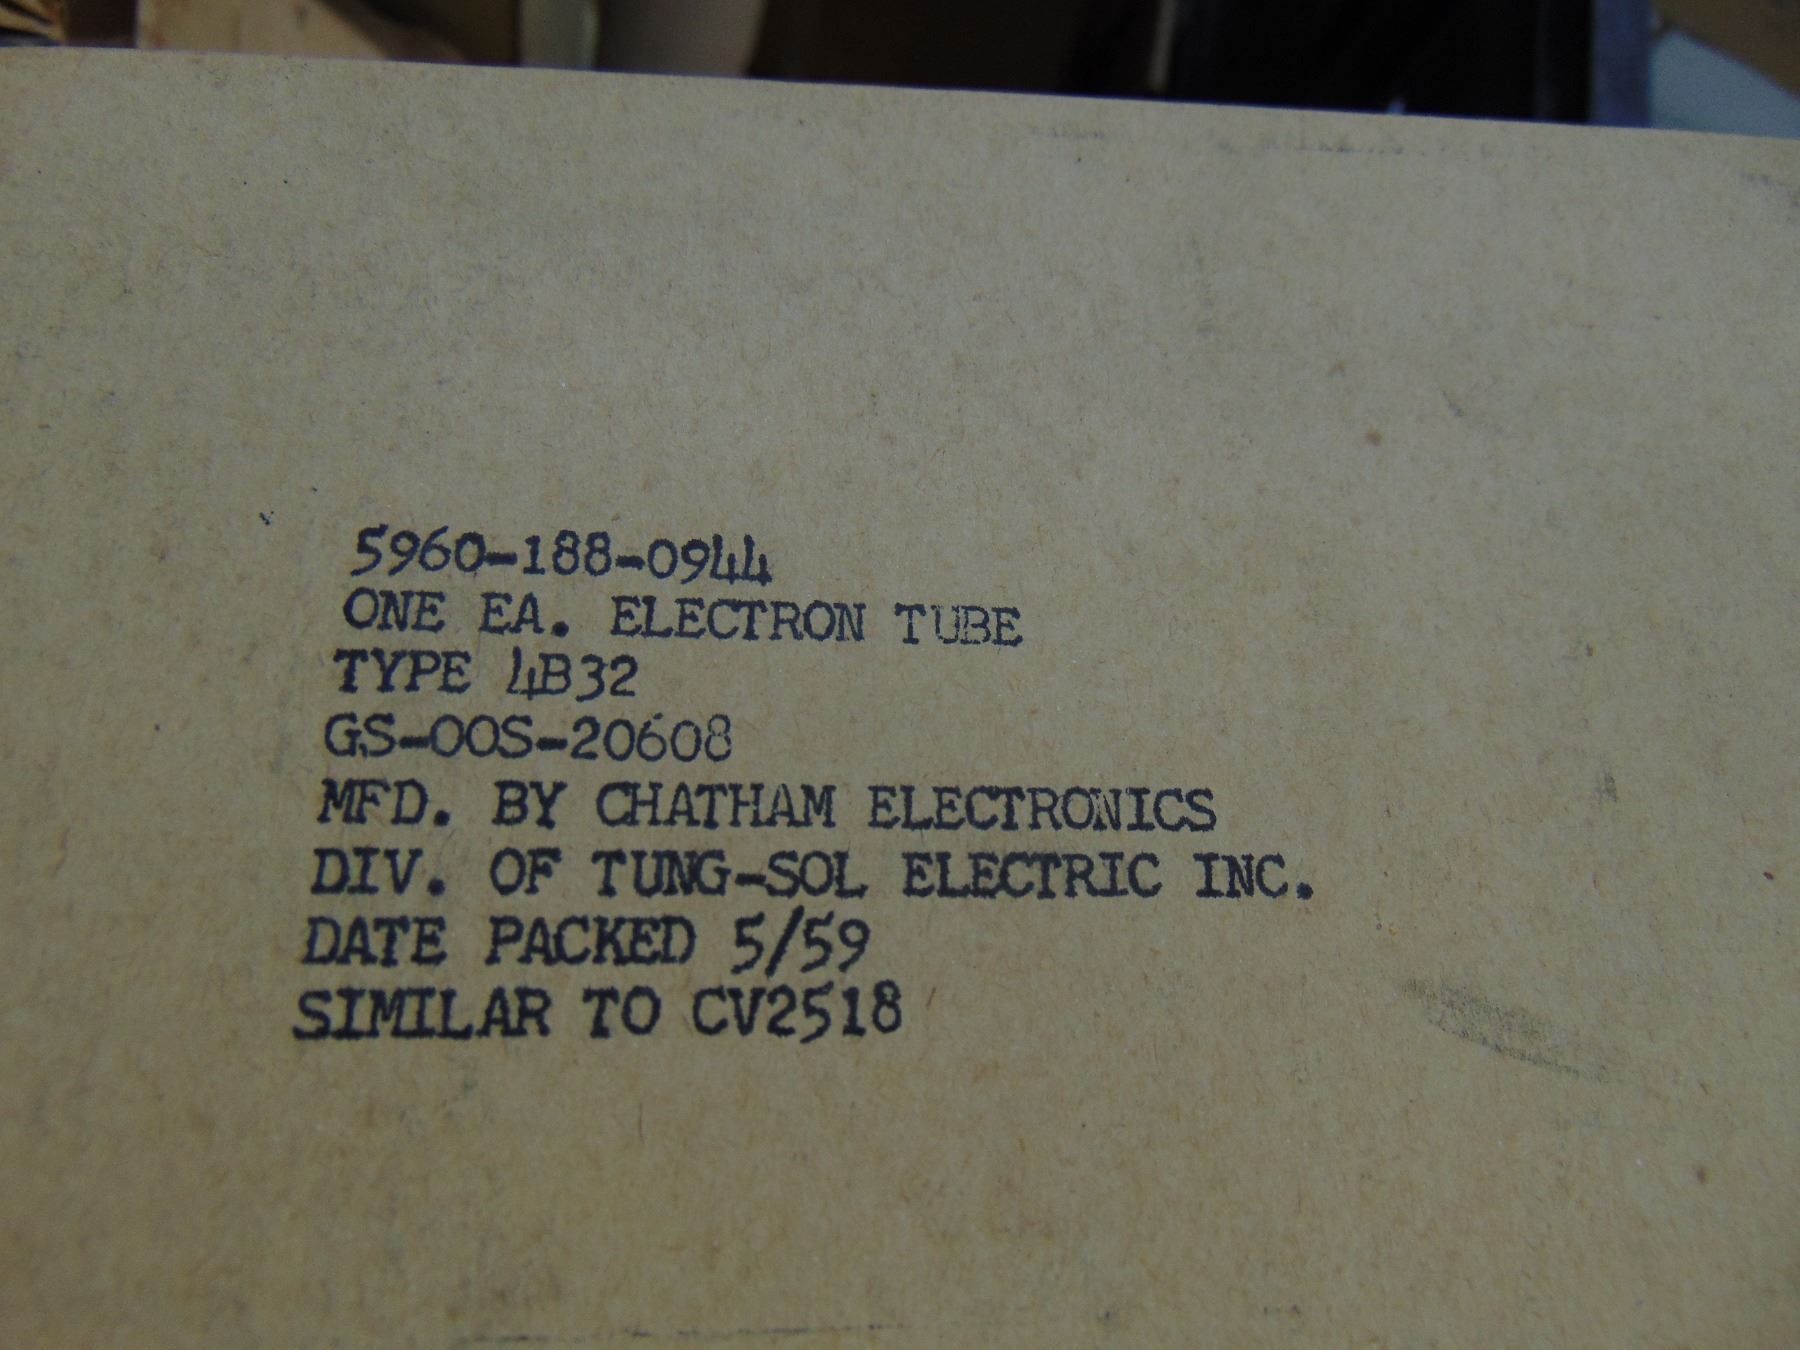 5960-188-0944
ONE EA. ELECTRON TUBE
TYPE 4B32
GS-OOS-20608
MFD. BY CHATHAM ELECTRONICS
DIV. OF TUNG-SOL ELECTRIC INC.
DATE PACKED 5/59
SIMILAR TO CV2518